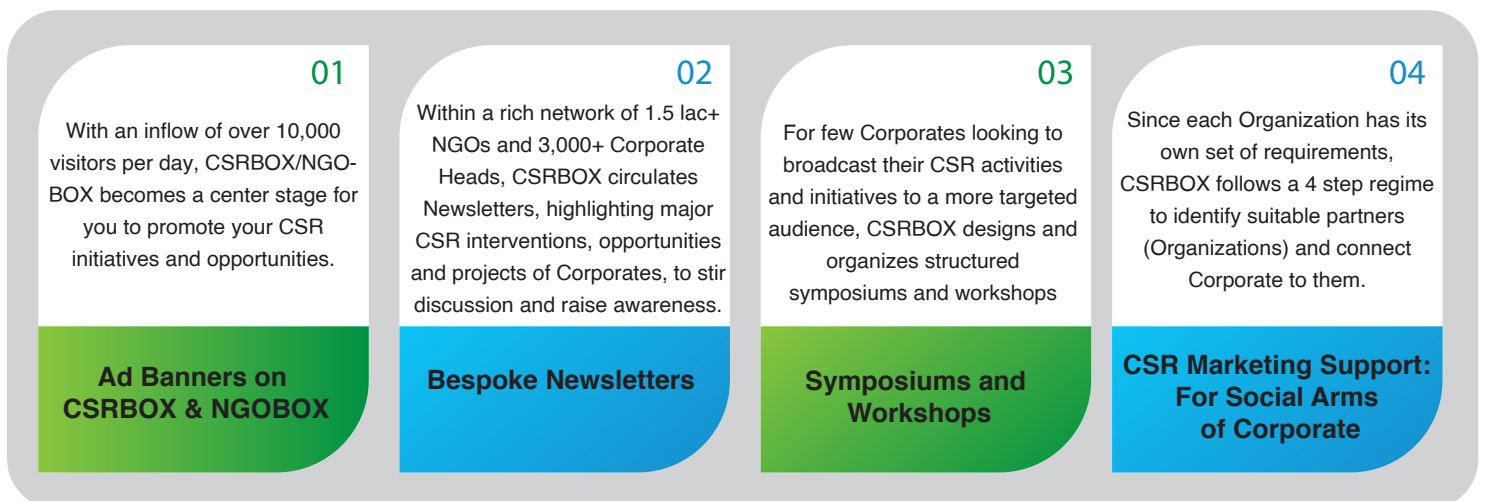 01
With an inflow of over 10,000
visitors per day, CSRBOX/NGO-
BOX becomes a center stage for
you to promote your CSR
initiatives and opportunities.
Ad Banners on
CSRBOX & NGOBOX
02
Within a rich network of 1.5 lac+
NGOs and 3,000+ Corporate
Heads, CSRBOX circulates
Newsletters, highlighting major
CSR interventions, opportunities
and projects of Corporates, to stir
discussion and raise awareness.
Bespoke Newsletters
03
For few Corporates looking to
broadcast their CSR activities
and initiatives to a more targeted
audience, CSRBOX designs and
organizes structured
symposiums and workshops
Symposiums and
Workshops
04
Since each Organization has its
own set of requirements,
CSRBOX follows a 4 step regime
to identify suitable partners
(Organizations) and connect
Corporate to them.
CSR Marketing Support:
For Social Arms
of Corporate